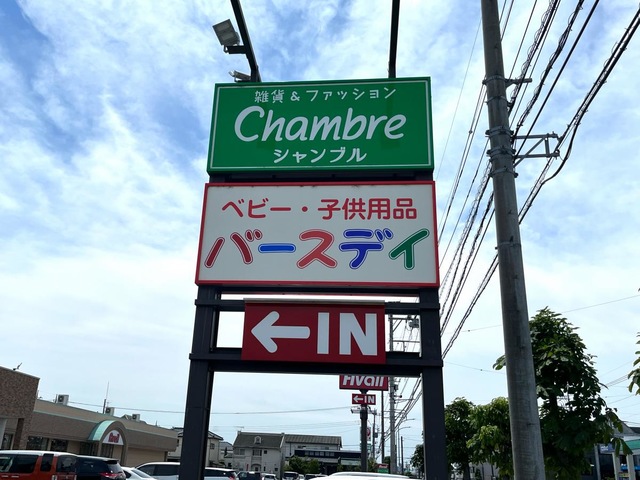 雑貨 & ファッション
Chambre
シャンブル
ベビー・子供用品
バースデイ
←IN
Avail
←IN